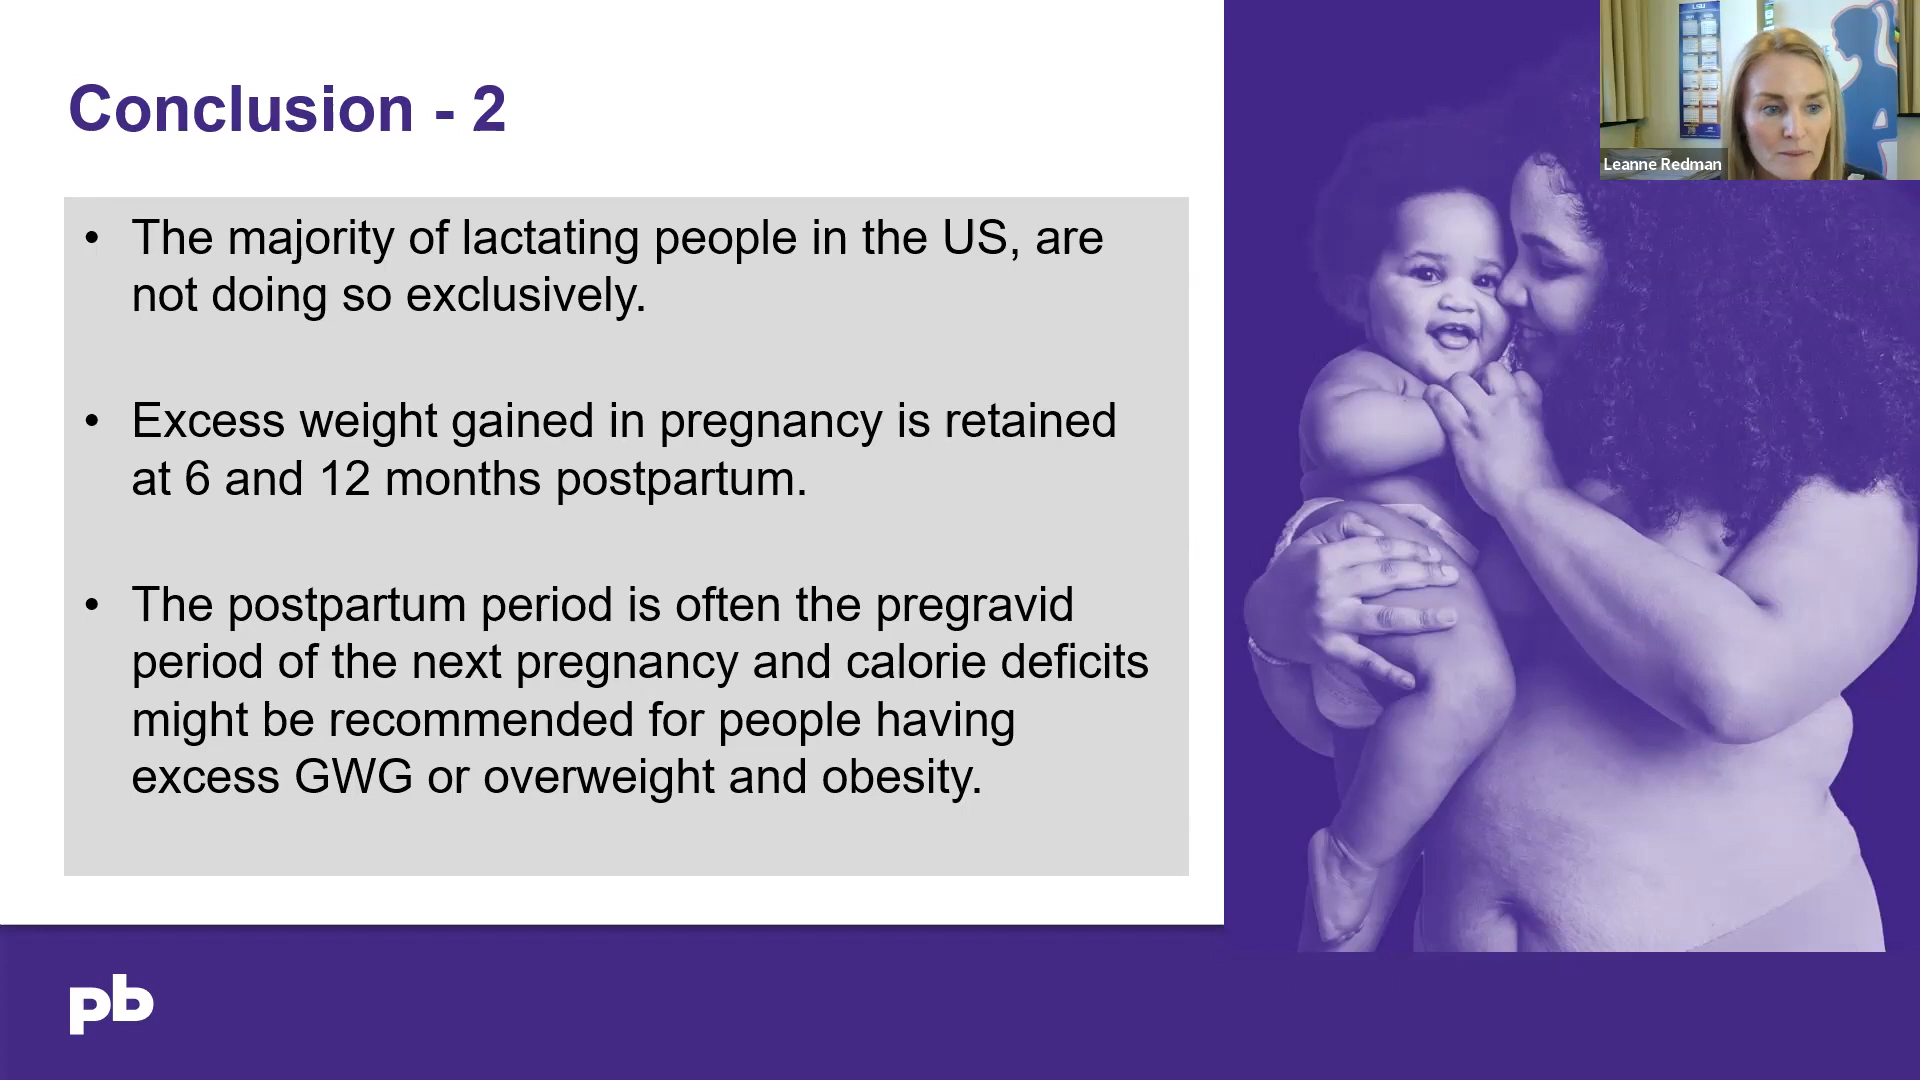 Conclusion - 2
• The majority of lactating people in the US, are
not doing so exclusively.
• Excess weight gained in pregnancy is retained
at 6 and 12 months postpartum.
• The postpartum period is often the pregravid
period of the next pregnancy and calorie deficits
might be recommended for people having
excess GWG or overweight and obesity.
LSU
Leanne Redman
pb